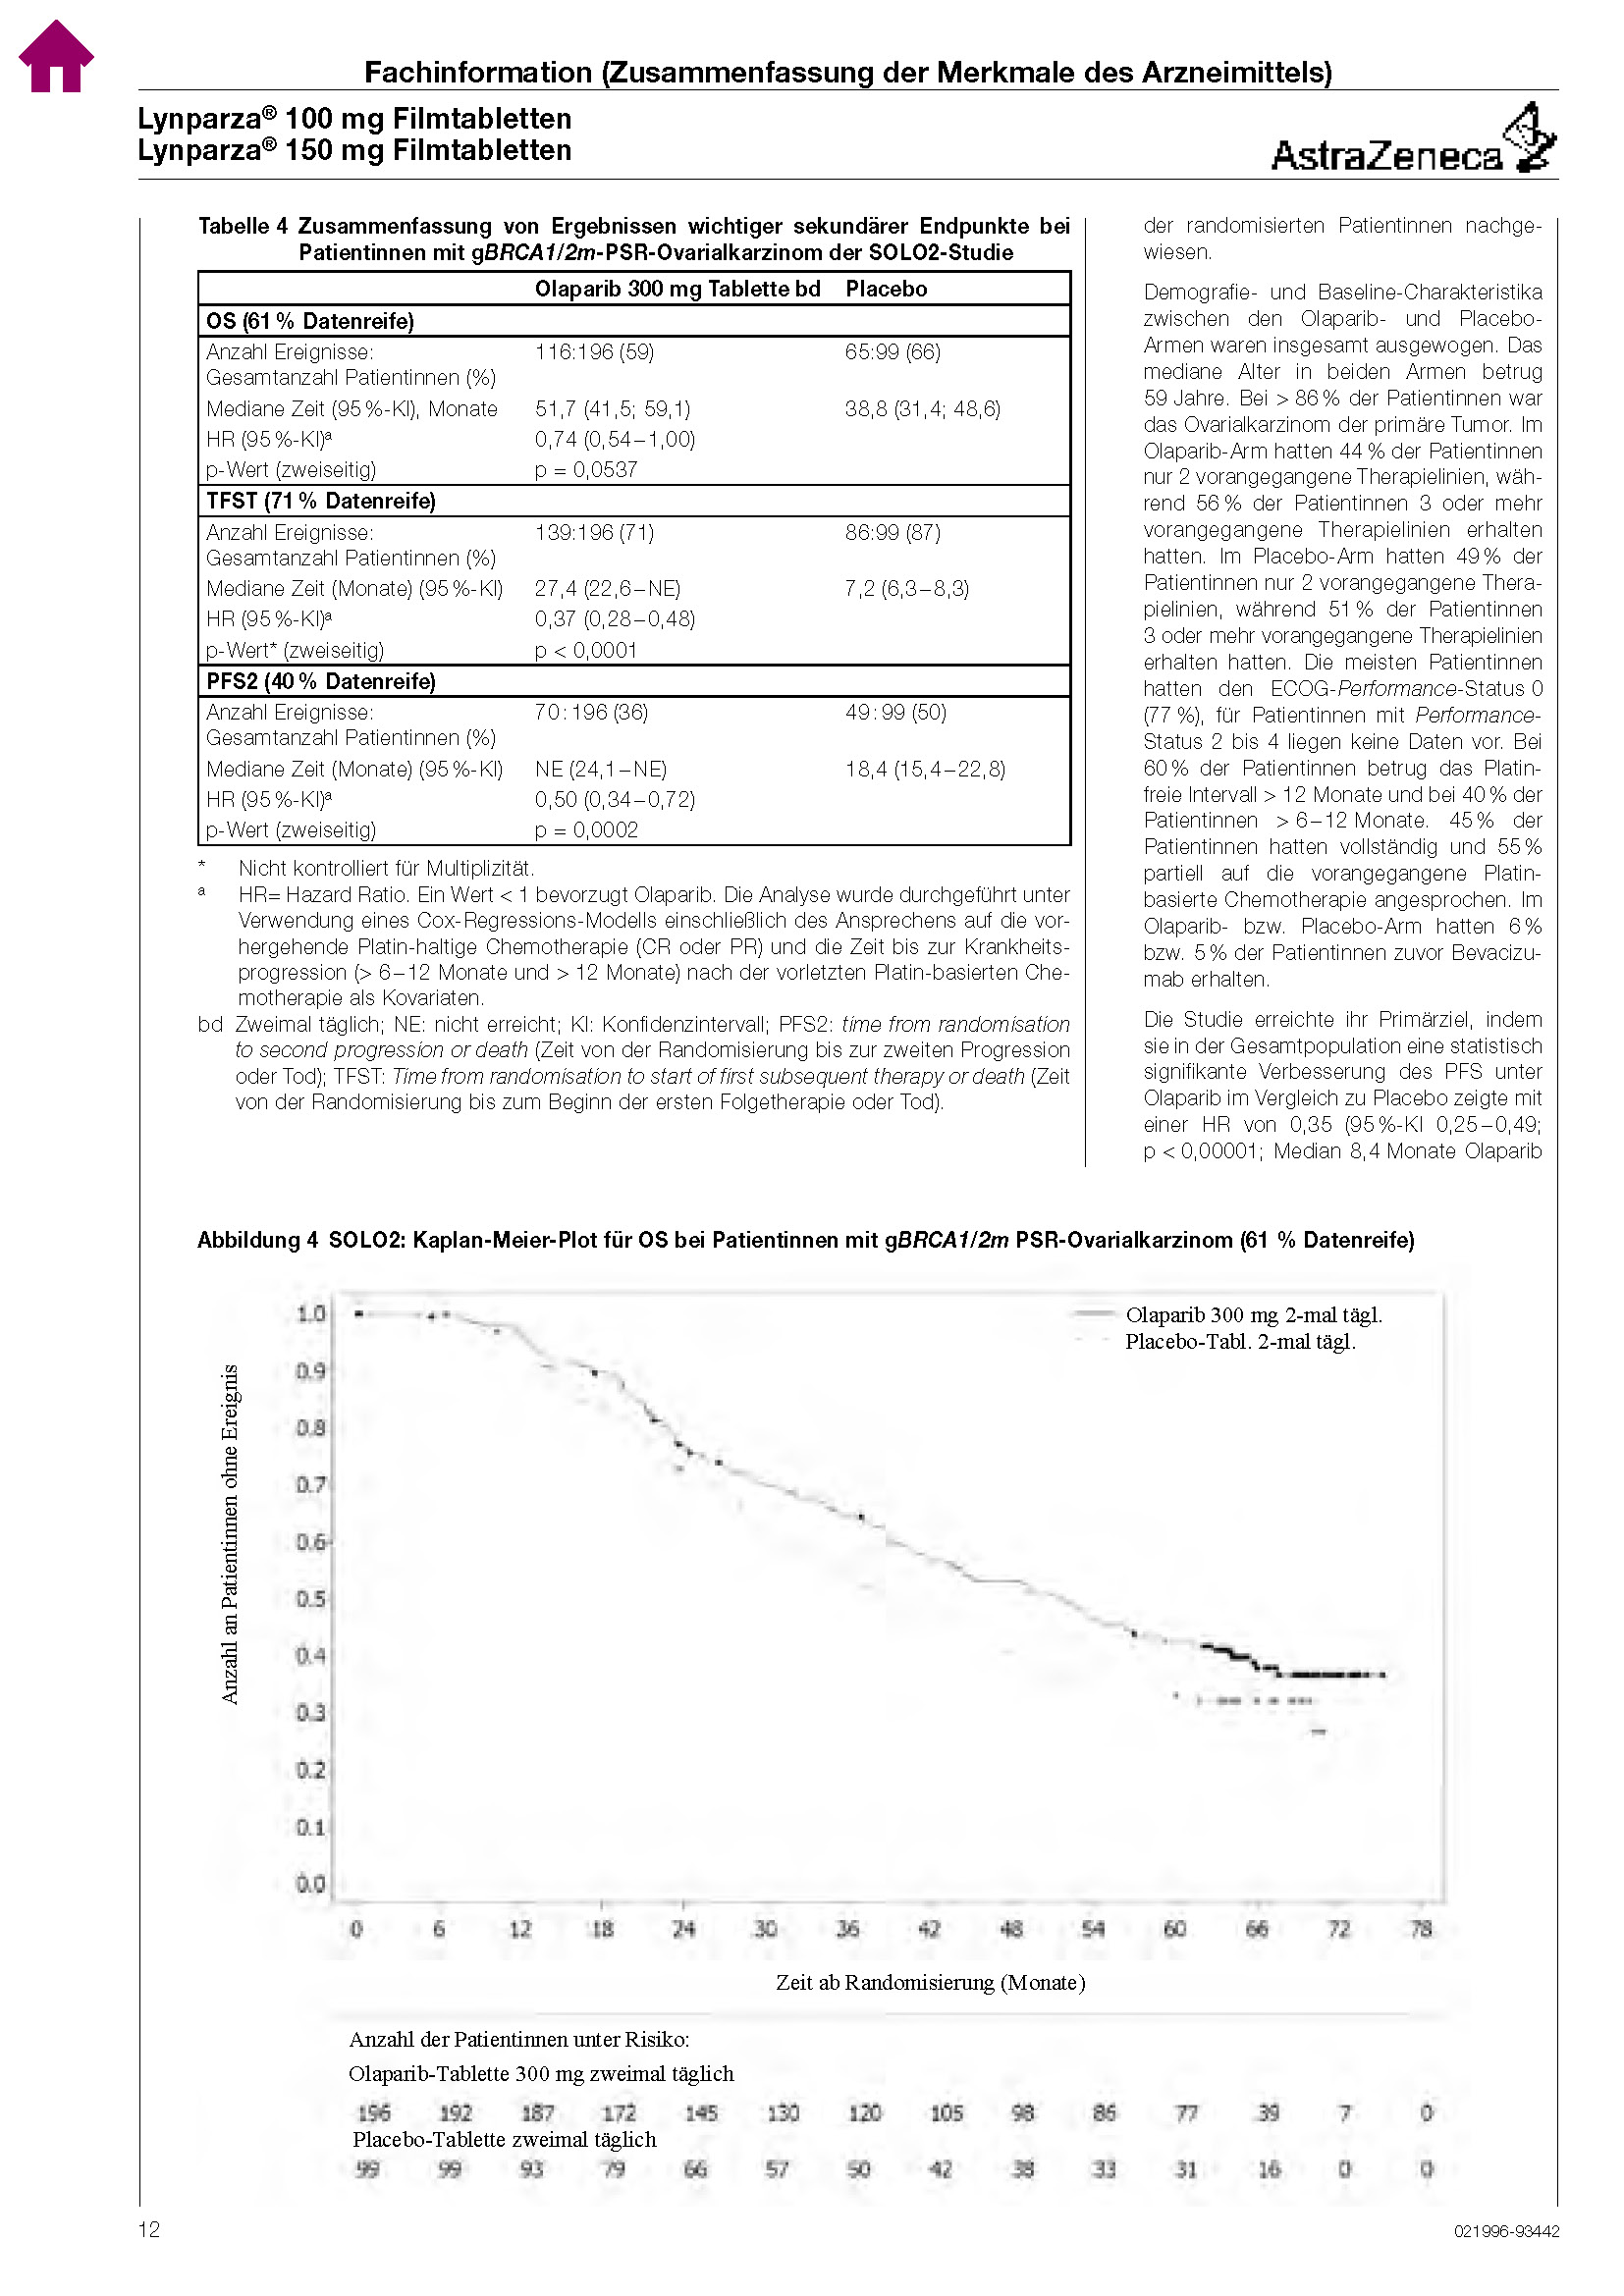 Fachinformation (Zusammenfassung der Merkmale des Arzneimittels)
Lynparza® 100 mg Filmtabletten
Lynparza® 150 mg Filmtabletten
AstraZeneca
Tabelle 4 Zusammenfassung von Ergebnissen wichtiger sekundärer Endpunkte bei
Patientinnen mit gBRCA1/2m-PSR-Ovarialkarzinom der SOLO2-Studie
Olaparib 300 mg Tablette bd Placebo
OS (61 % Datenreife)
Anzahl Ereignisse: 116:196 (59) 65:99 (66)
Gesamtanzahl Patientinnen (%)
Mediane Zeit (95 %-KI), Monate 51,7 (41,5; 59,1) 38,8 (31,4; 48,6)
HR (95 %-KI)ª 0,74 (0,54–1,00)
p-Wert (zweiseitig) p = 0,0537
TFST (71 % Datenreife)
Anzahl Ereignisse: 139:196 (71) 86:99 (87)
Gesamtanzahl Patientinnen (%)
Mediane Zeit (Monate) (95 %-KI) 27,4 (22,6–NE) 7,2 (6,3–8,3)
HR (95 %-KI)ª 0,37 (0,28–0,48)
p-Wert* (zweiseitig) p < 0,0001
PFS2 (40 % Datenreife)
Anzahl Ereignisse: 70:196 (36) 49:99 (50)
Gesamtanzahl Patientinnen (%)
Mediane Zeit (Monate) (95 %-KI) NE (24,1–NE) 18,4 (15,4–22,8)
HR (95 %-KI)ª 0,50 (0,34–0,72)
p-Wert (zweiseitig) p = 0,0002
* Nicht kontrolliert für Multiplizität.
ª HR= Hazard Ratio. Ein Wert < 1 bevorzugt Olaparib. Die Analyse wurde durchgeführt unter
Verwendung eines Cox-Regressions-Modells einschließlich des Ansprechens auf die vor-
hergehende Platin-haltige Chemotherapie (CR oder PR) und die Zeit bis zur Krankheits-
progression (> 6–12 Monate und > 12 Monate) nach der vorletzten Platin-basierten Che-
motherapie als Kovariaten.
bd Zweimal täglich; NE: nicht erreicht; KI: Konfidenzintervall; PFS2: time from randomisation
to second progression or death (Zeit von der Randomisierung bis zur zweiten Progression
oder Tod); TFST: Time from randomisation to start of first subsequent therapy or death (Zeit
von der Randomisierung bis zum Beginn der ersten Folgetherapie oder Tod).
der randomisierten Patientinnen nachge-
wiesen.
Demografie- und Baseline-Charakteristika
zwischen den Olaparib- und Placebo-
Armen waren insgesamt ausgewogen. Das
mediane Alter in beiden Armen betrug
59 Jahre. Bei > 86 % der Patientinnen war
das Ovarialkarzinom der primäre Tumor. Im
Olaparib-Arm hatten 44 % der Patientinnen
nur 2 vorangegangene Therapielinien, wäh-
rend 56 % der Patientinnen 3 oder mehr
vorangegangene Therapielinien erhalten
hatten. Im Placebo-Arm hatten 49 % der
Patientinnen nur 2 vorangegangene Thera-
pielinien, während 51 % der Patientinnen
3 oder mehr vorangegangene Therapielinien
erhalten hatten. Die meisten Patientinnen
hatten den ECOG-Performance-Status 0
(77 %), für Patientinnen mit Performance-
Status 2 bis 4 liegen keine Daten vor. Bei
60 % der Patientinnen betrug das Platin-
freie Intervall > 12 Monate und bei 40 % der
Patientinnen > 6–12 Monate. 45 % der
Patientinnen hatten vollständig und 55 %
partiell auf die vorangegangene Platin-
basierte Chemotherapie angesprochen. Im
Olaparib- bzw. Placebo-Arm hatten 6 %
bzw. 5 % der Patientinnen zuvor Bevacizu-
mab erhalten.
Die Studie erreichte ihr Primärziel, indem
sie in der Gesamtpopulation eine statistisch
signifikante Verbesserung des PFS unter
Olaparib im Vergleich zu Placebo zeigte mit
einer HR von 0,35 (95 %-KI 0,25–0,49;
p < 0,00001; Median 8,4 Monate Olaparib
Abbildung 4 SOLO2: Kaplan-Meier-Plot für OS bei Patientinnen mit gBRCA1/2m PSR-Ovarialkarzinom (61 % Datenreife)
Olaparib 300 mg 2-mal tägl.
Placebo-Tabl. 2-mal tägl.
Anzahl an Patientinnen ohne Ereignis
1.0
0.9
0.8
0.7
0.6
0.5
0.4
0.3
0.2
0.1
0.0
0 6 12 18 24 30 36 42 48 54 60 66 72 78
Zeit ab Randomisierung (Monate)
Anzahl der Patientinnen unter Risiko:
Olaparib-Tablette 300 mg zweimal täglich
196 192 187 172 145 130 120 105 98 86 77 39 7 0
Placebo-Tablette zweimal täglich
99 99 93 79 66 57 50 42 38 33 31 16 0 0
12
021996-93442